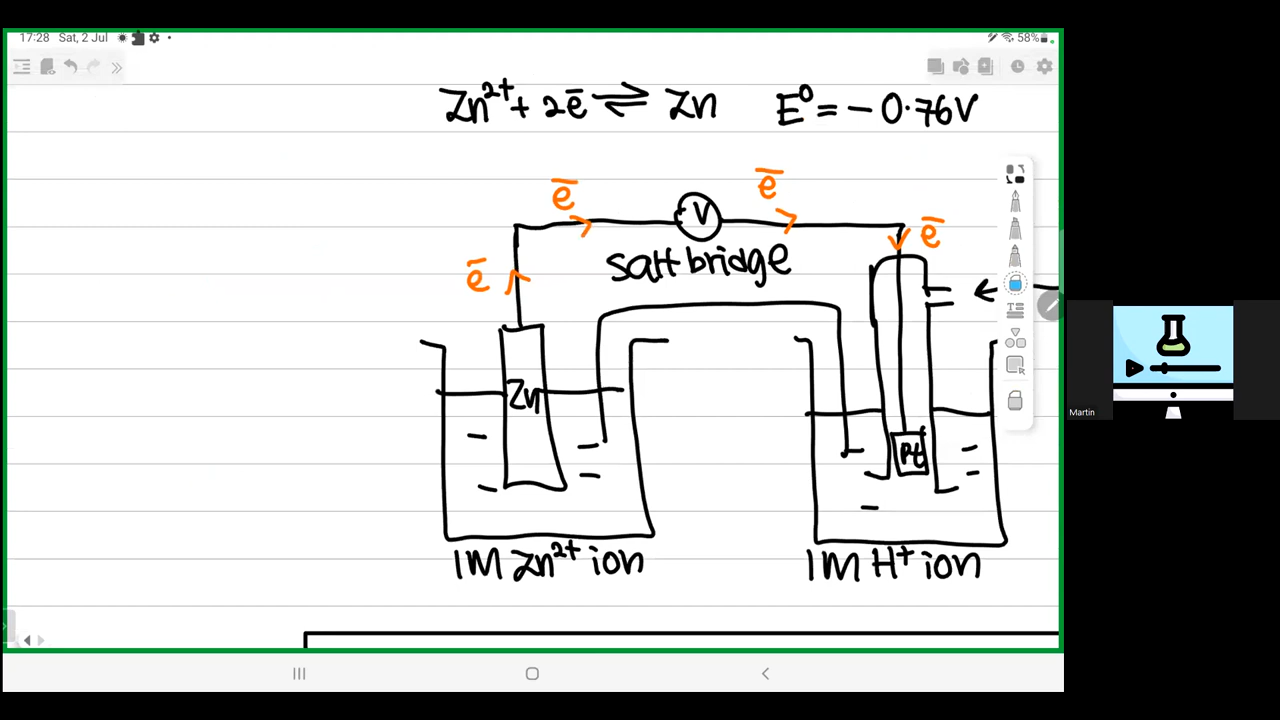 17:28 Sat, 2 Jul
58%
Zn²⁺ + 2e̅ ⇌ Zn E⁰ = -0.76V
e̅ e̅
V
e̅ e̅
salt bridge
Zn
Pt
1M Zn²⁺ ion 1M H⁺ ion
Martin